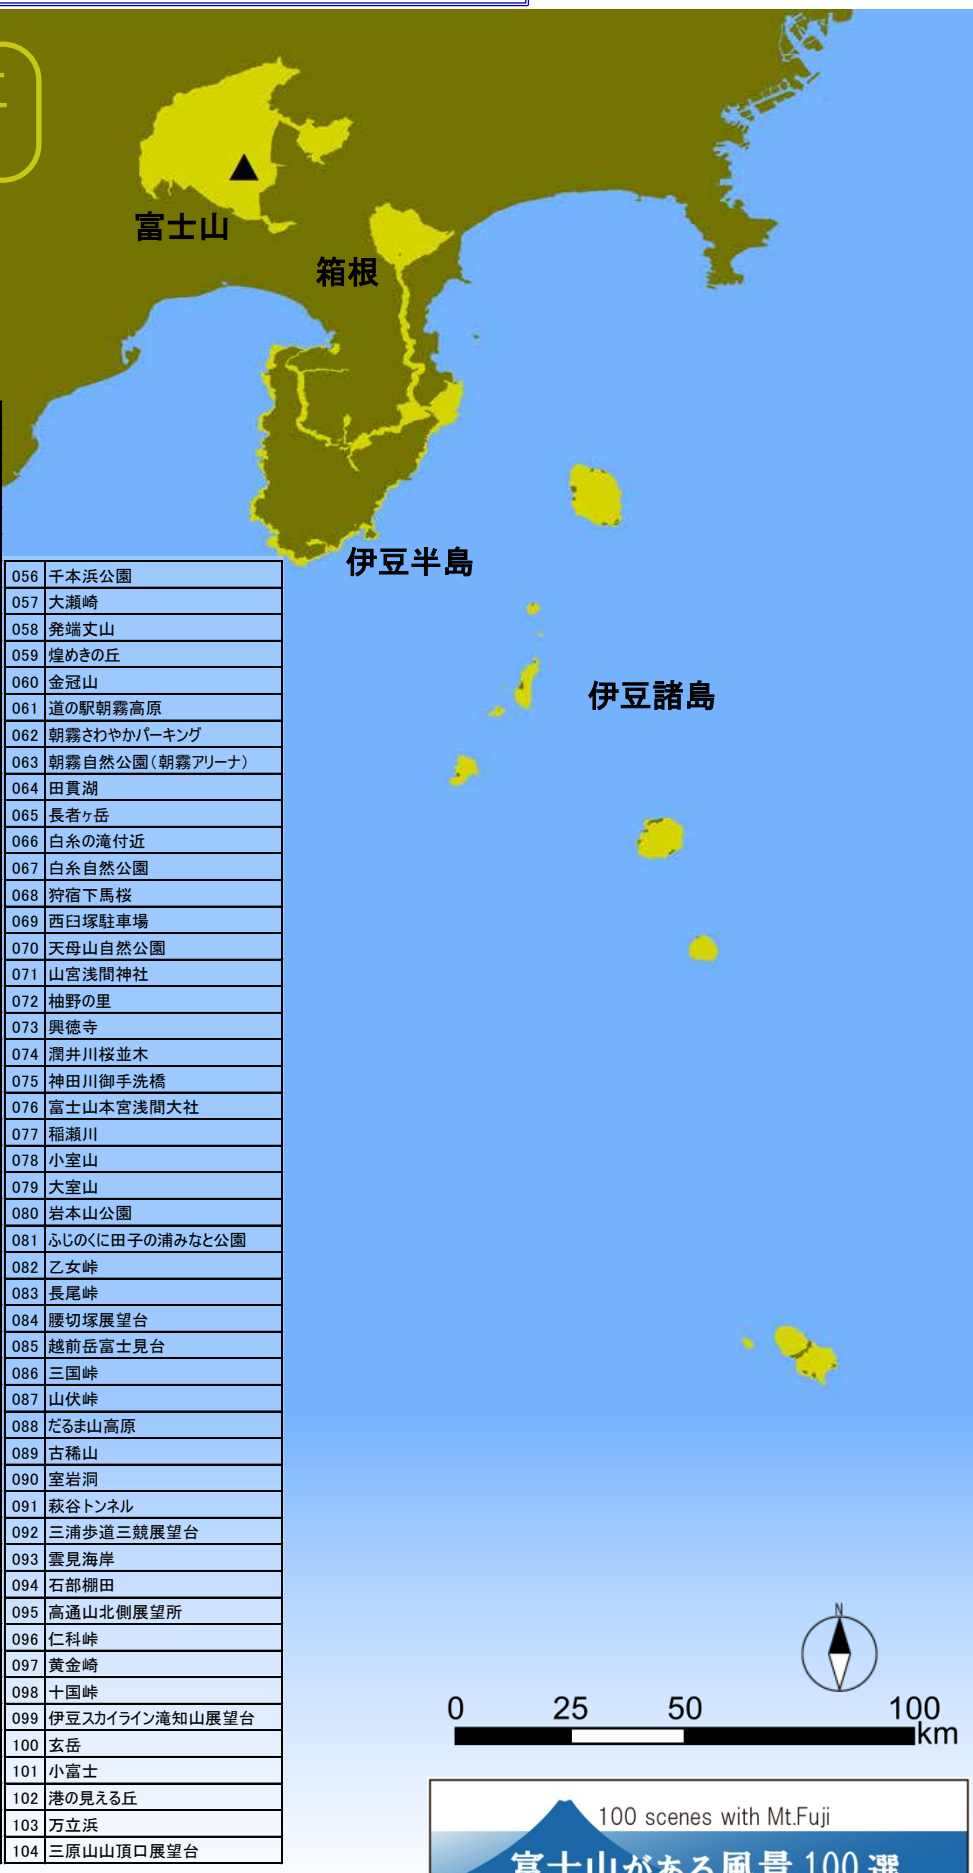 富士山
箱根
伊豆半島
伊豆諸島
056 千本浜公園
057 大瀬崎
058 発端丈山
059 煌めきの丘
060 金冠山
061 道の駅朝霧高原
062 朝霧さわやかパーキング
063 朝霧自然公園(朝霧アリーナ)
064 田貫湖
065 長者ヶ岳
066 白糸の滝付近
067 白糸自然公園
068 狩宿下馬桜
069 西臼塚駐車場
070 天母山自然公園
071 山宮浅間神社
072 柚野の里
073 興徳寺
074 潤井川桜並木
075 神田川御手洗橋
076 富士山本宮浅間大社
077 稲瀬川
078 小室山
079 大室山
080 岩本山公園
081 ふじのくに田子の浦みなと公園
082 乙女峠
083 長尾峠
084 腰切塚展望台
085 越前岳富士見台
086 三国峠
087 山伏峠
088 だるま山高原
089 古稀山
090 室岩洞
091 萩谷トンネル
092 三浦歩道三競展望台
093 雲見海岸
094 石部棚田
095 高通山北側展望所
096 仁科峠
097 黄金崎
098 十国峠
099 伊豆スカイライン滝知山展望台
100 玄岳
101 小富士
102 港の見える丘
103 万立浜
104 三原山山頂口展望台
N
0 25 50 100
km
100 scenes with Mt.Fuji
富士山がある風景100選